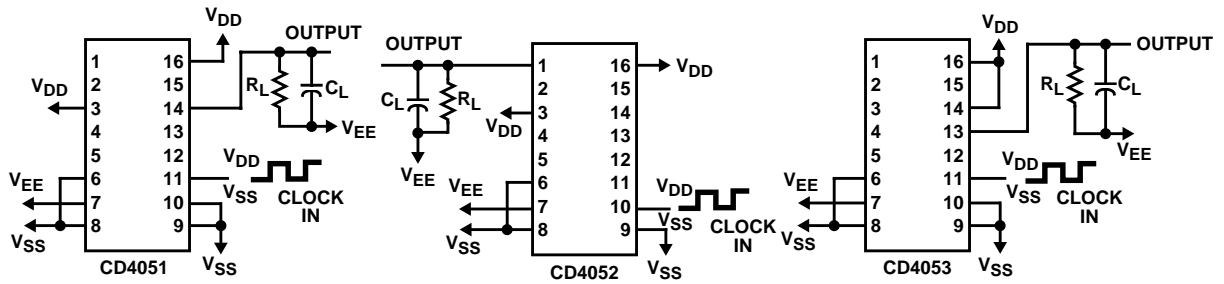 VDD
OUTPUT
1 16
2 15
VDD
3 14
4 13
5 12
6 11
7 10
8 9
RL
CL
VEE
VDD
VSS
CLOCK
IN
VEE
VSS
VSS
CD4051
OUTPUT
1 16
VDD
2 15
3 14
4 13
5 12
6 11
7 10
8 9
CL
RL
VDD
VEE
VEE
VSS
VDD
VSS
CLOCK
IN
VSS
CD4052
VDD
OUTPUT
1 16
2 15
3 14
4 13
5 12
6 11
7 10
8 9
RL
CL
VEE
VDD
VSS
CLOCK
IN
VEE
VSS
VSS
CD4053